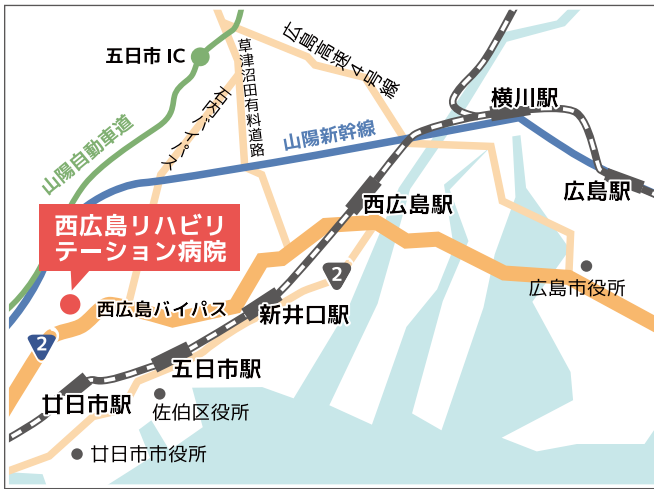 広島高速4号線
五日市 IC
草津沼田有料道路
石内バイパス
横川駅
山陽自動車道
山陽新幹線
広島駅
西広島駅
西広島リハビリ
テーション病院
2
広島市役所
西広島バイパス
新井口駅
2
五日市駅
廿日市駅
佐伯区役所
廿日市市役所